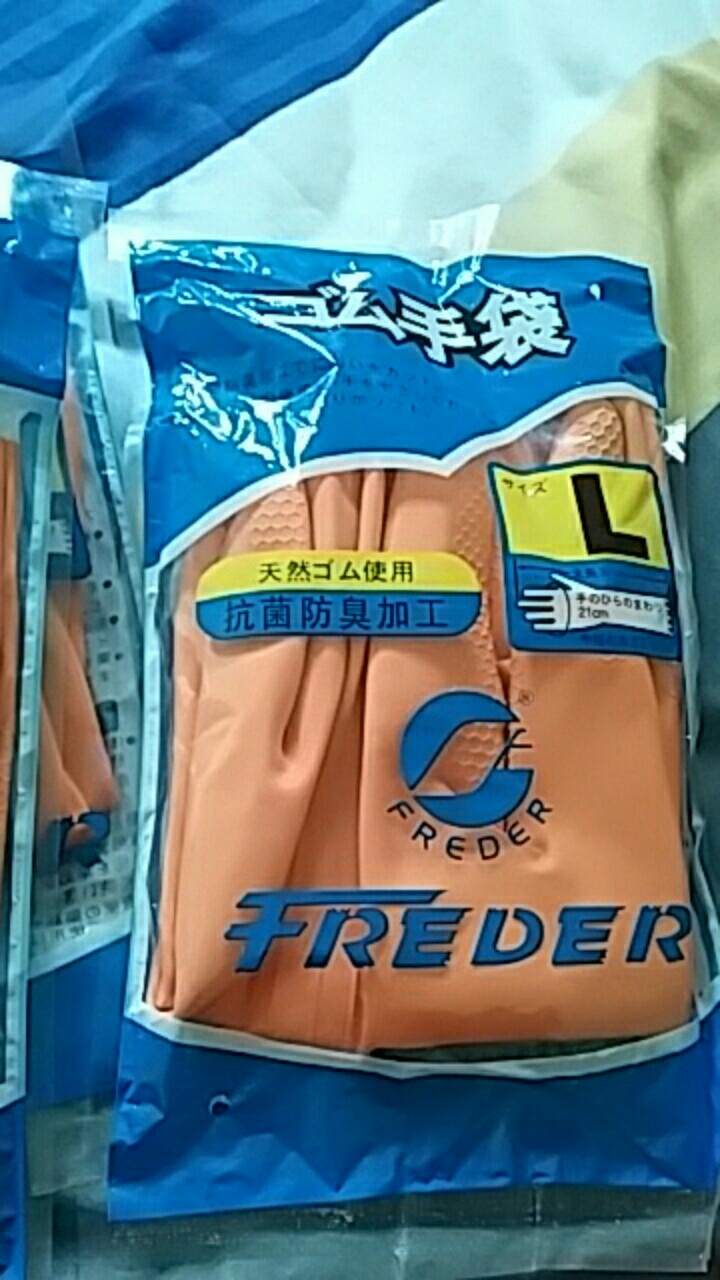 ゴム手袋
サイズ
L
天然ゴム使用
抗菌防臭加工
手のひらのまわり
21cm
®
FREDER
FREDER